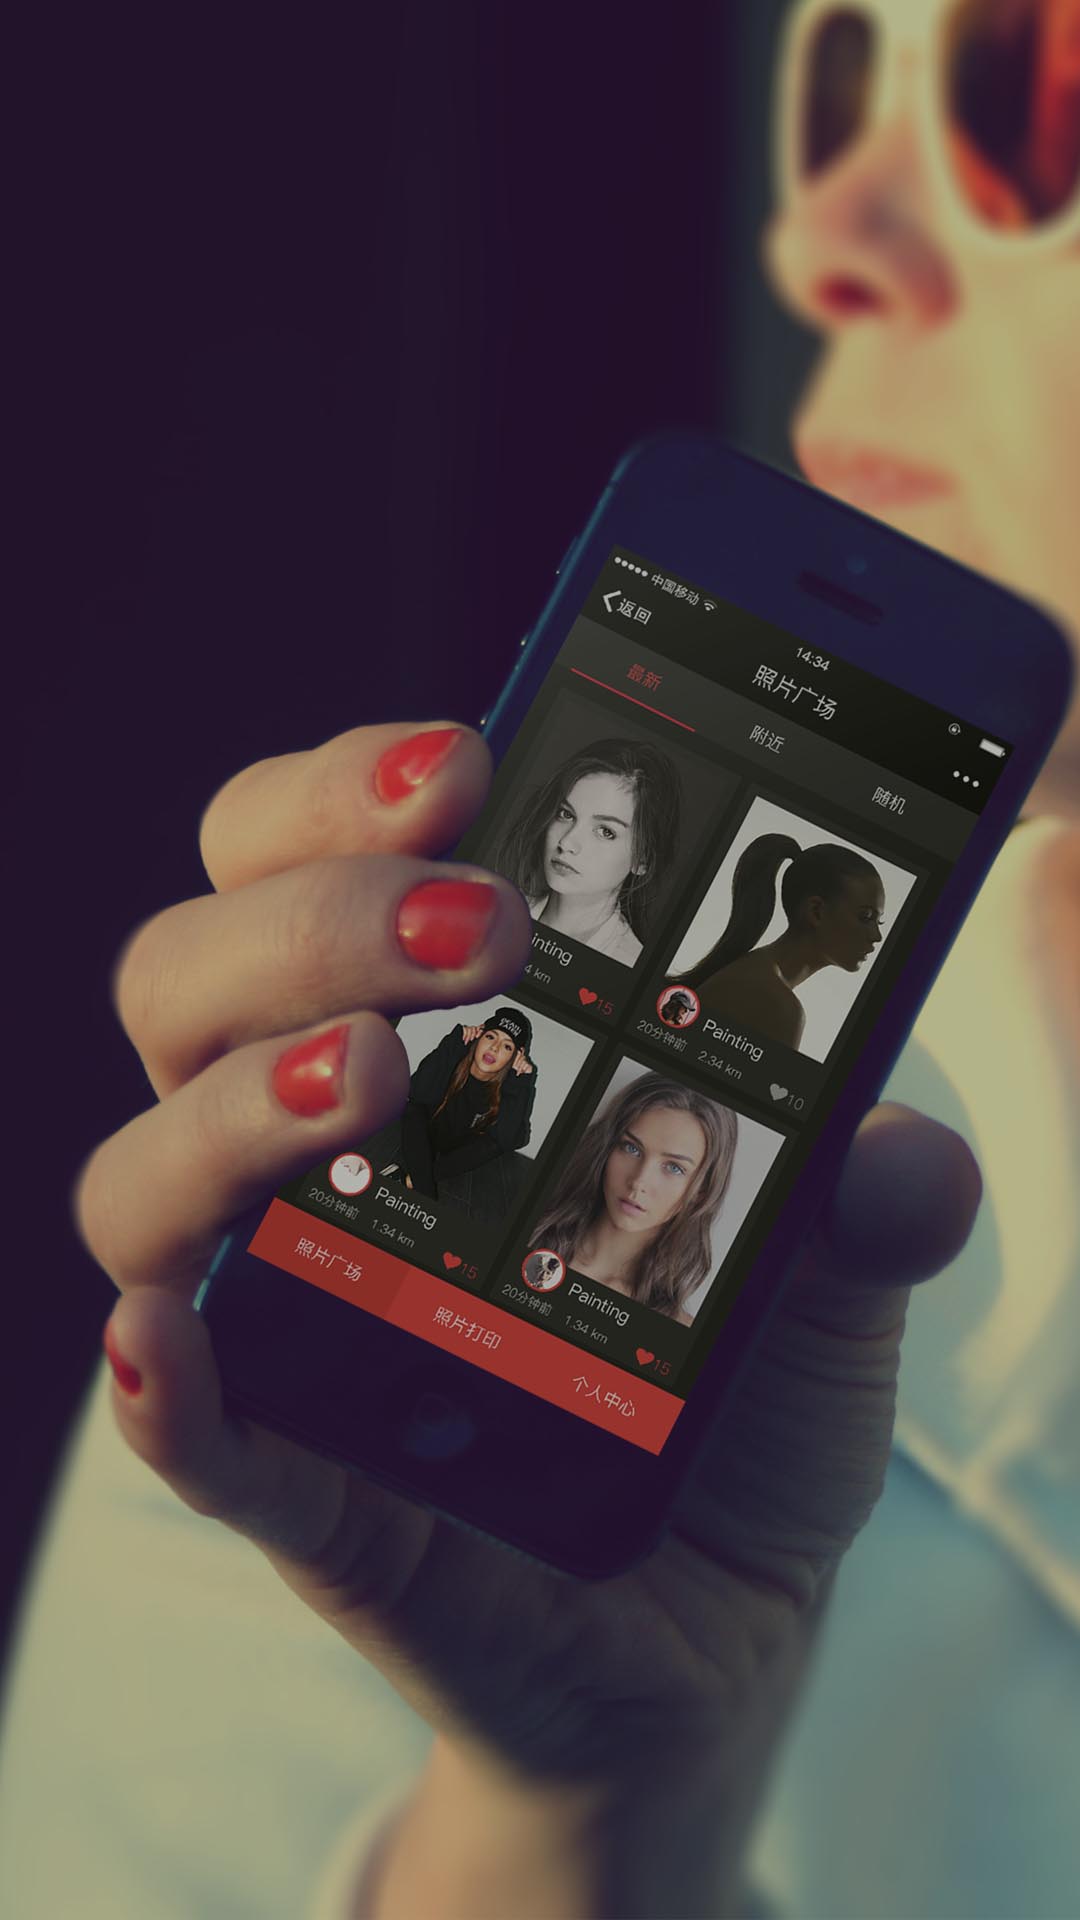 中国移动
14:34
返回
照片广场
最新
附近
随机
inting
4 km
15
Painting
20分钟前 2.34 km
10
Painting
20分钟前 1.34 km
15
Painting
20分钟前 1.34 km
15
照片广场
照片打印
个人中心